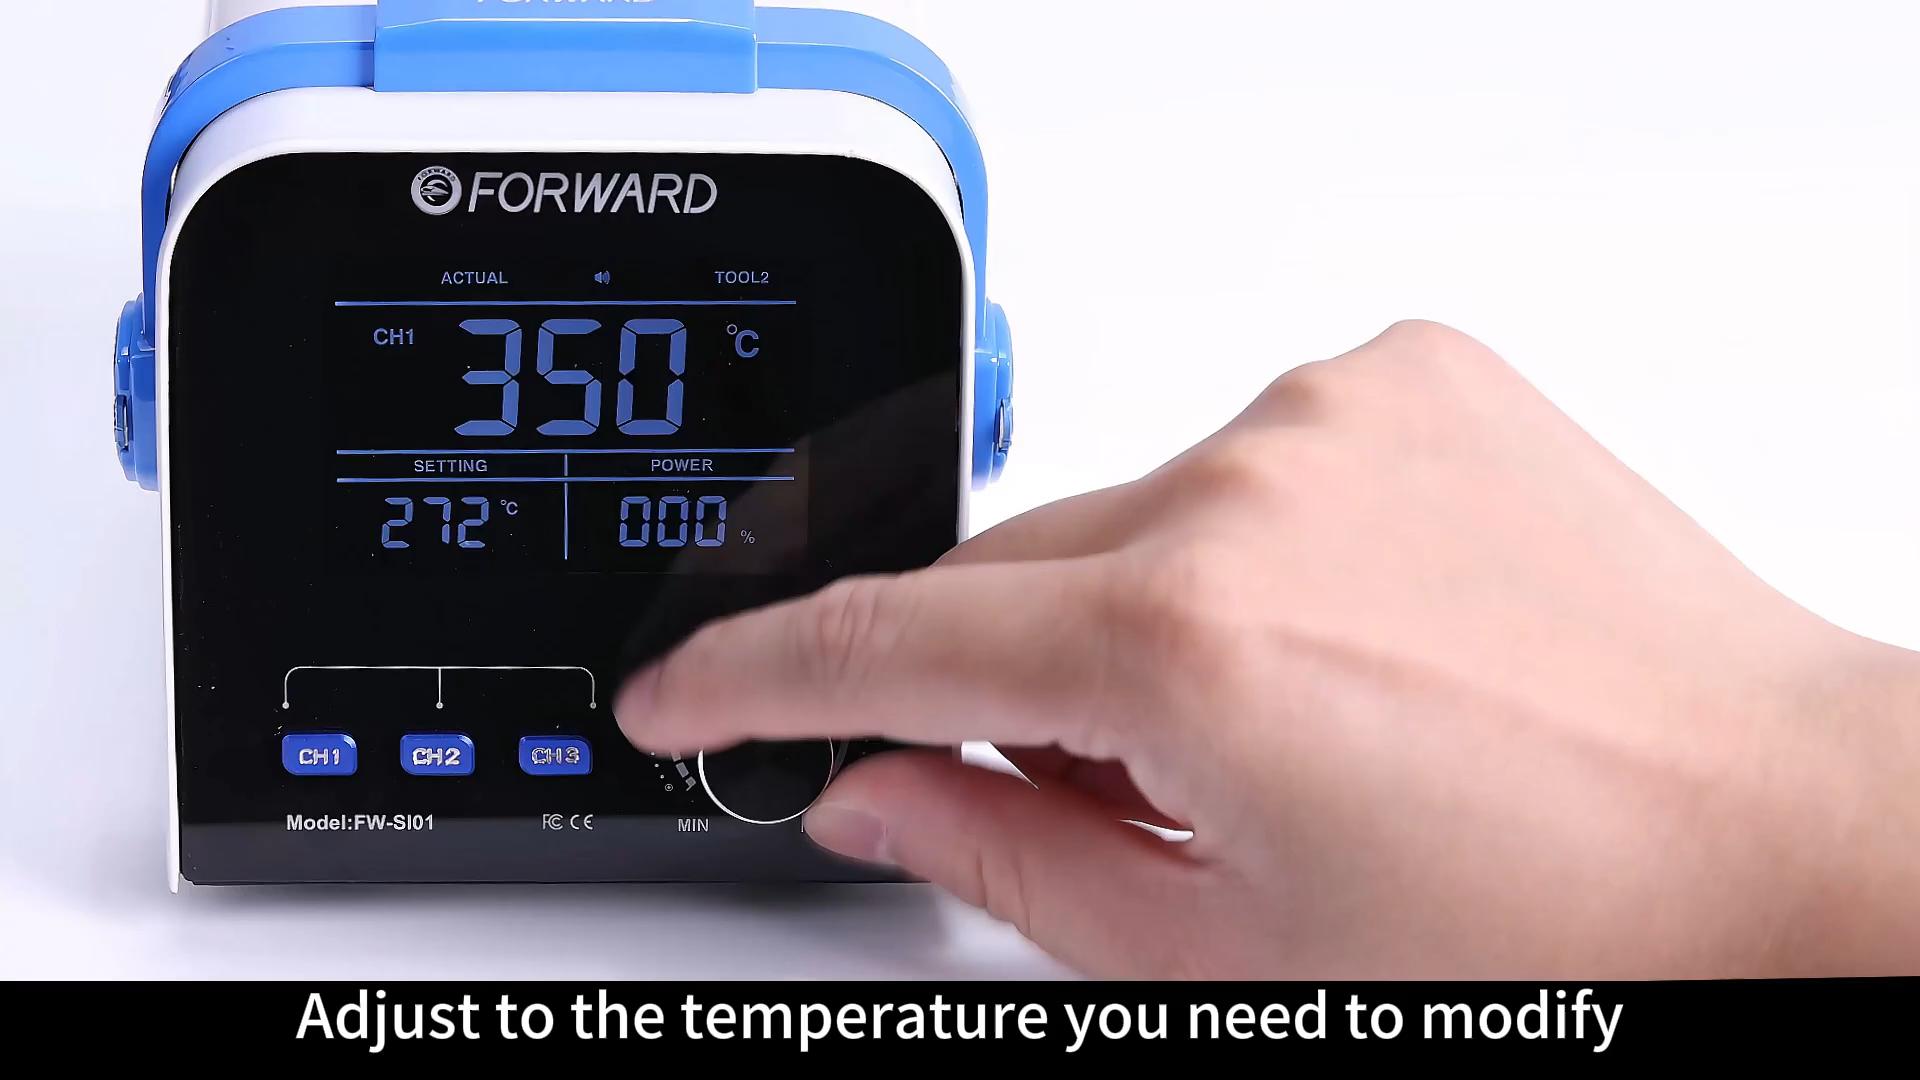 FORWARD
FORWARD
ACTUAL TOOL2
CH1 350 °C
SETTING POWER
272 °C 000 %
CH1 CH2 CH3
Model:FW-SI01 FC CE MIN
Adjust to the temperature you need to modify